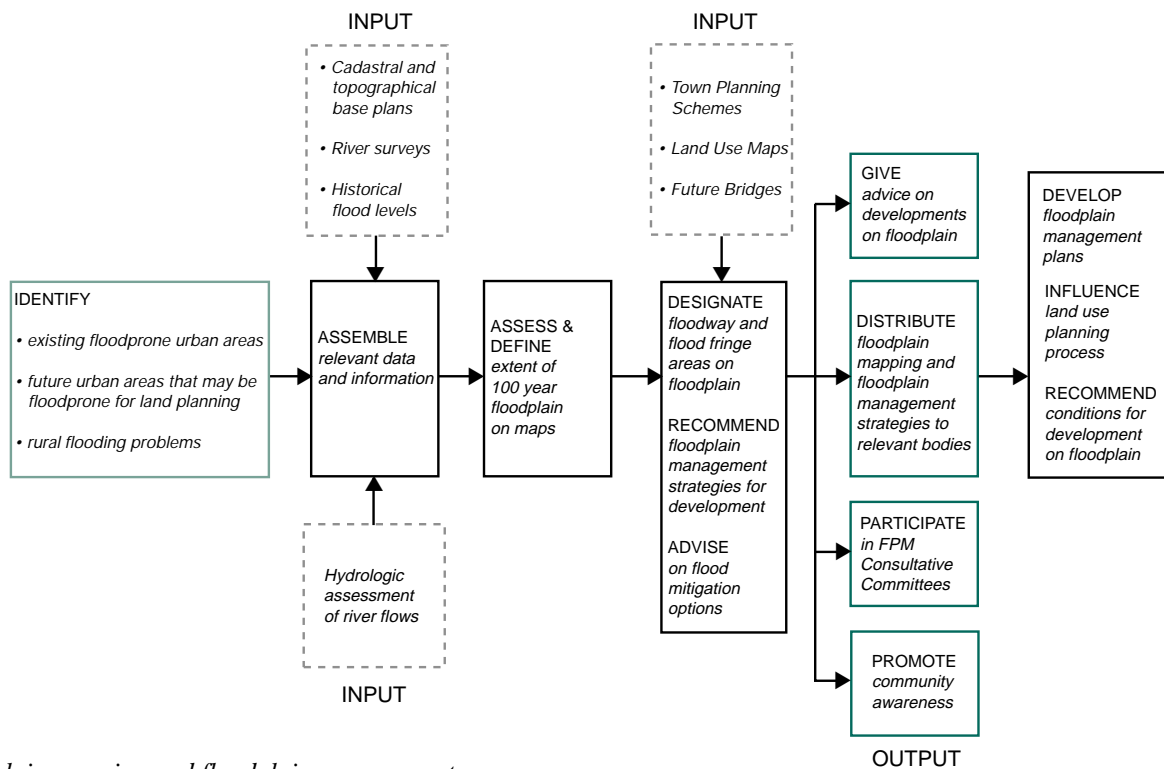 INPUT
• Cadastral and
topographical
base plans
• River surveys
• Historical
flood levels
INPUT
• Town Planning
Schemes
• Land Use Maps
• Future Bridges
IDENTIFY
• existing floodprone urban areas
• future urban areas that may be
floodprone for land planning
• rural flooding problems
ASSEMBLE
relevant data
and information
Hydrologic
assessment
of river flows
INPUT
ASSESS &
DEFINE
extent of
100 year
floodplain
on maps
DESIGNATE
floodway and
flood fringe
areas on
floodplain
RECOMMEND
floodplain
management
strategies for
development
ADVISE
on flood
mitigation
options
GIVE
advice on
developments
on floodplain
DISTRIBUTE
floodplain
mapping and
floodplain
management
strategies to
relevant bodies
PARTICIPATE
in FPM
Consultative
Committees
PROMOTE
community
awareness
OUTPUT
DEVELOP
floodplain
management
plans
INFLUENCE
land use
planning
process
RECOMMEND
conditions for
development
on floodplain